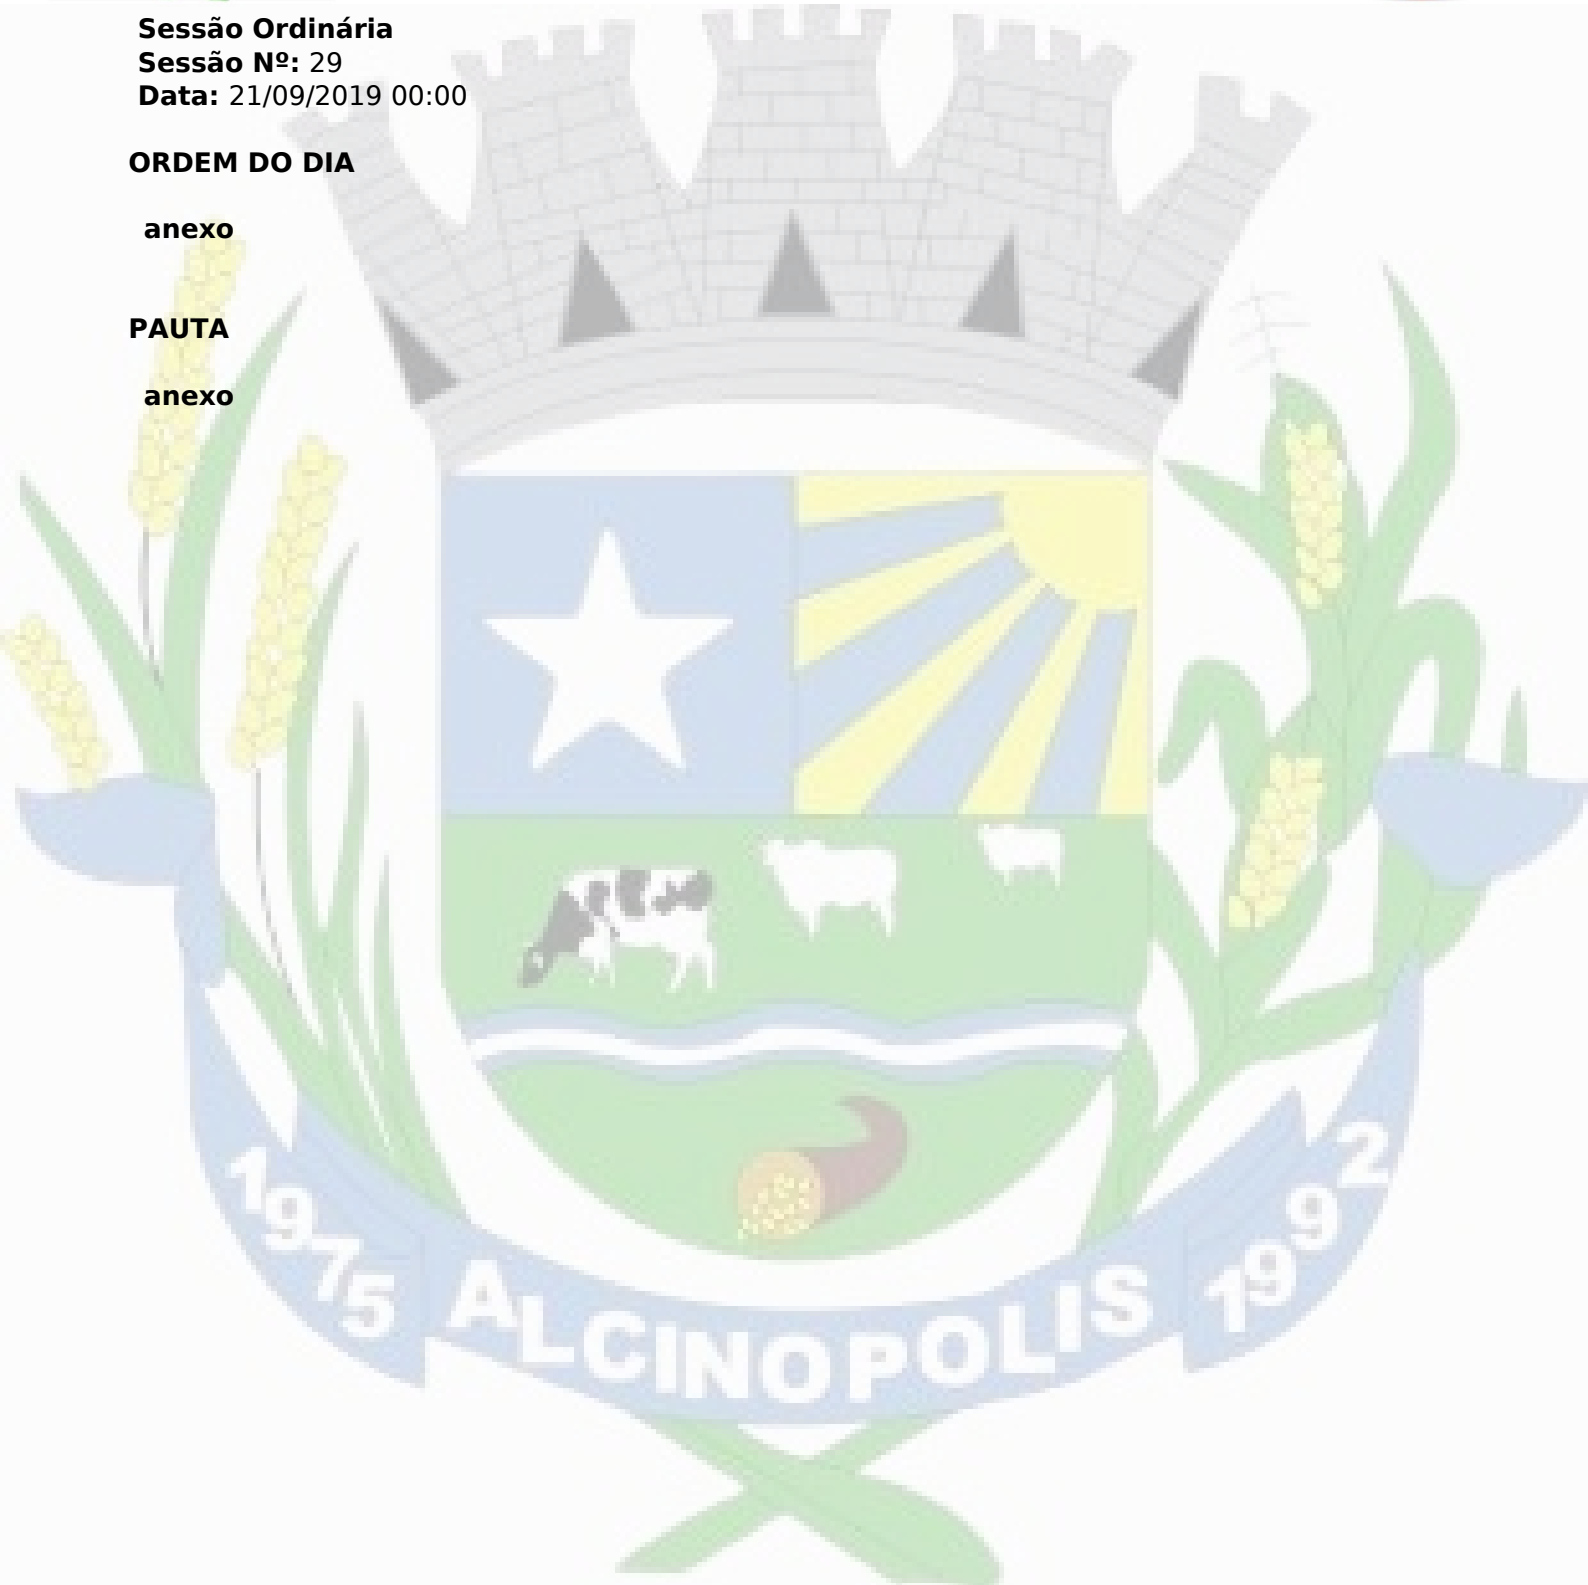 Sessão Ordinária
Sessão Nº: 29
Data: 21/09/2019 00:00
ORDEM DO DIA
anexo
PAUTA
anexo
1975 ALCINOPOLIS 1992